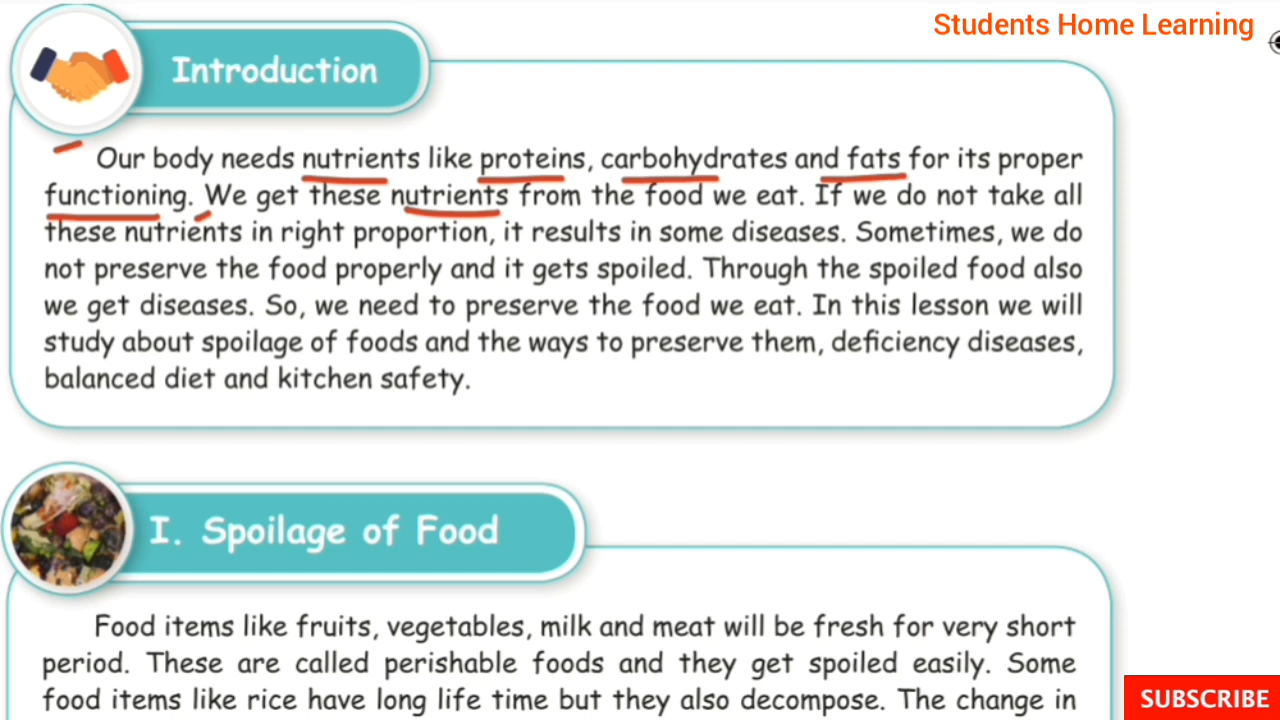 Students Home Learning
Introduction
Our body needs nutrients like proteins, carbohydrates and fats for its proper
functioning. We get these nutrients from the food we eat. If we do not take all
these nutrients in right proportion, it results in some diseases. Sometimes, we do
not preserve the food properly and it gets spoiled. Through the spoiled food also
we get diseases. So, we need to preserve the food we eat. In this lesson we will
study about spoilage of foods and the ways to preserve them, deficiency diseases,
balanced diet and kitchen safety.
I. Spoilage of Food
Food items like fruits, vegetables, milk and meat will be fresh for very short
period. These are called perishable foods and they get spoiled easily. Some
food items like rice have long life time but they also decompose. The change in
SUBSCRIBE